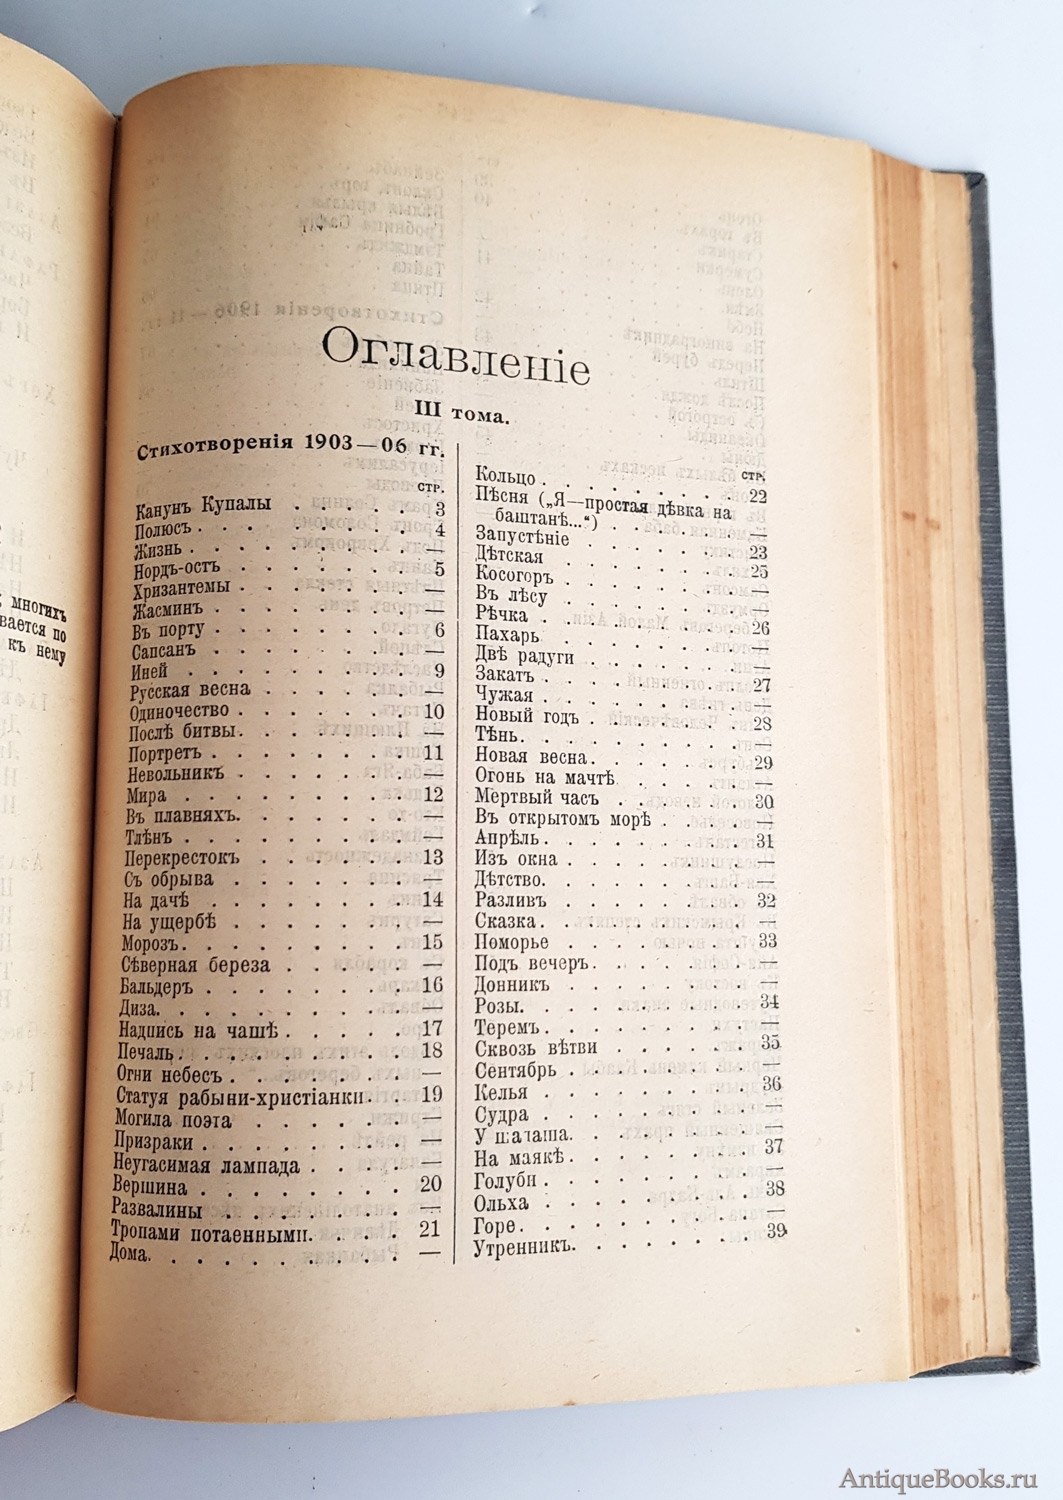 многихъ
вается по
къ нему
Оглавленіе
III тома.
Стихотворенія 1903—06 гг.
стр.
Канунъ Купалы . . . . . . 3
Полюсъ . . . . . . . . 4
Жизнь . . . . . . . . —
Нордъ-остъ . . . . . . . 5
Хризантемы . . . . . . . —
Жасминъ . . . . . . . . —
Въ порту . . . . . . . . 6
Сапсанъ . . . . . . . . —
Иней . . . . . . . . . 9
Русская весна . . . . . . —
Одиночество . . . . . . . 10
Послѣ битвы. . . . . . . —
Портретъ . . . . . . . . 11
Невольникъ . . . . . . . —
Мира . . . . . . . . . 12
Въ плавняхъ. . . . . . . —
Тлѣнъ . . . . . . . . . —
Перекрестокъ . . . . . . 13
Съ обрыва . . . . . . . —
На дачѣ . . . . . . . . 14
На ущербѣ . . . . . . . —
Морозъ. . . . . . . . . 15
Сѣверная береза . . . . . —
Бальдеръ . . . . . . . . 16
Диза. . . . . . . . . . —
Надпись на чашѣ . . . . . 17
Печаль. . . . . . . . . 18
Огни небесъ . . . . . . . —
Статуя рабыни-христіанки. . . 19
Могила поэта . . . . . . —
Призраки . . . . . . . . —
Неугасимая лампада . . . . —
Вершина . . . . . . . . 20
Развалины . . . . . . . —
Тропами потаенными. . . . 21
Дома. . . . . . . . . . —
стр.
Кольцо . . . . . . . . 22
Пѣсня („Я—простая дѣвка на
баштанѣ...“) . . . . . . —
Запустѣніе . . . . . . . 23
Дѣтская . . . . . . . . 25
Косогоръ . . . . . . . . —
Въ лѣсу . . . . . . . . —
Рѣчка . . . . . . . . . 26
Пахарь . . . . . . . . —
Двѣ радуги . . . . . . . —
Закатъ . . . . . . . . 27
Чужая . . . . . . . . . —
Новый годъ . . . . . . . 28
Тѣнь. . . . . . . . . . —
Новая весна. . . . . . . 29
Огонь на мачтѣ . . . . . —
Мертвый часъ . . . . . . 30
Въ открытомъ морѣ . . . . —
Апрѣль. . . . . . . . . 31
Изъ окна . . . . . . . . —
Дѣтство. . . . . . . . . —
Разливъ . . . . . . . . 32
Сказка. . . . . . . . . —
Поморье . . . . . . . . 33
Подъ вечеръ. . . . . . . —
Донникъ . . . . . . . . —
Розы. . . . . . . . . . 34
Теремъ. . . . . . . . . —
Сквозь вѣтви . . . . . . 35
Сентябрь . . . . . . . . —
Келья . . . . . . . . . 36
Судра . . . . . . . . . —
У шалаша. . . . . . . . —
На маякѣ. . . . . . . . 37
Голуби . . . . . . . . . —
Ольха . . . . . . . . . 38
Горе. . . . . . . . . . —
Утренникъ. . . . . . . . 39
AntiqueBooks.ru